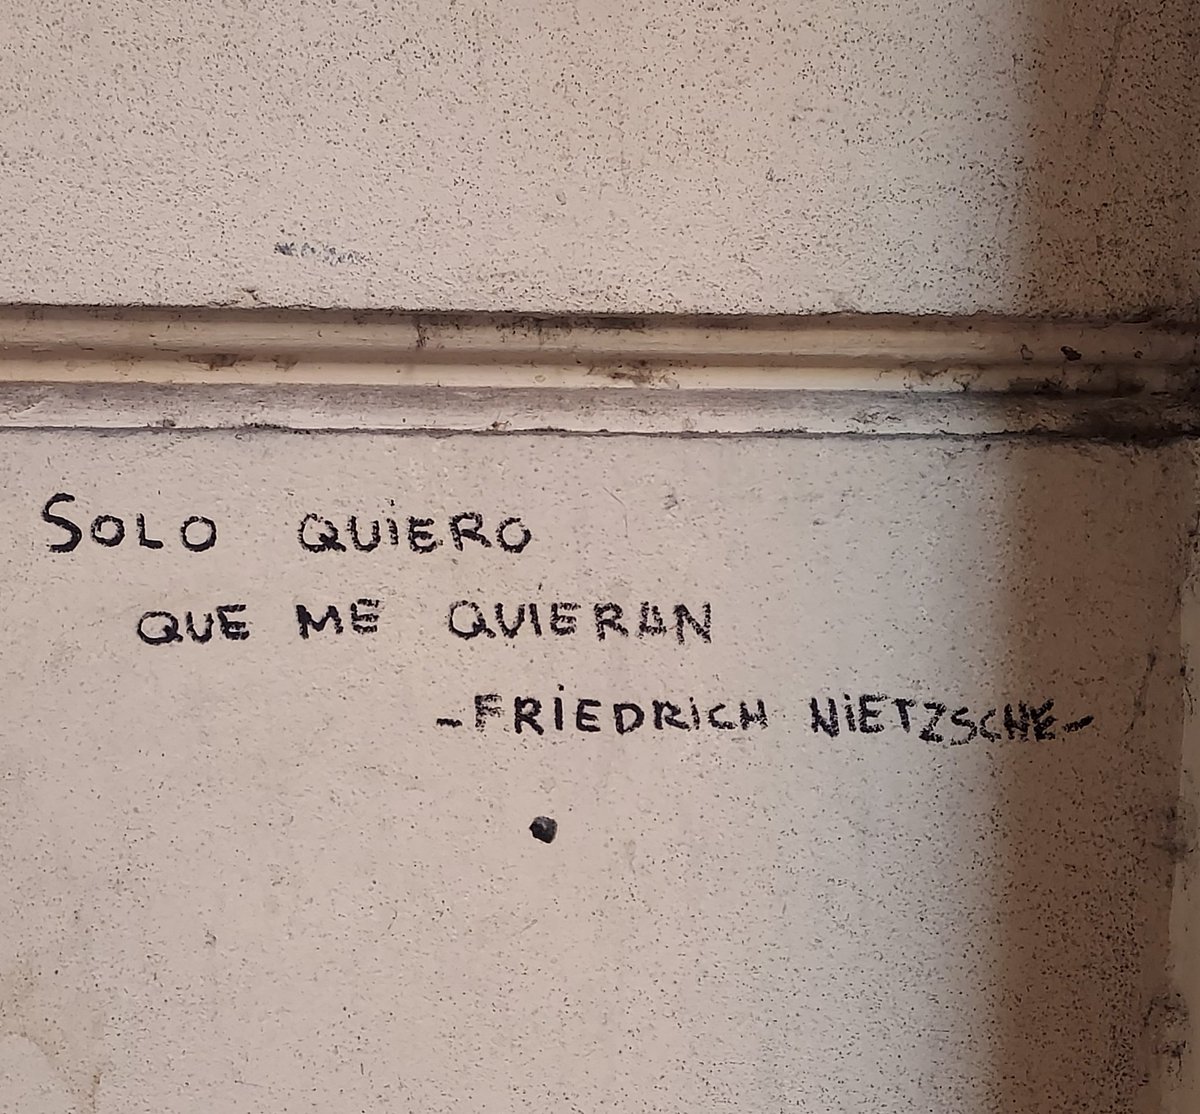 SOLO QUIERO
QUE ME QUIERAN
-FRIEDRICH NIETZSCHE-